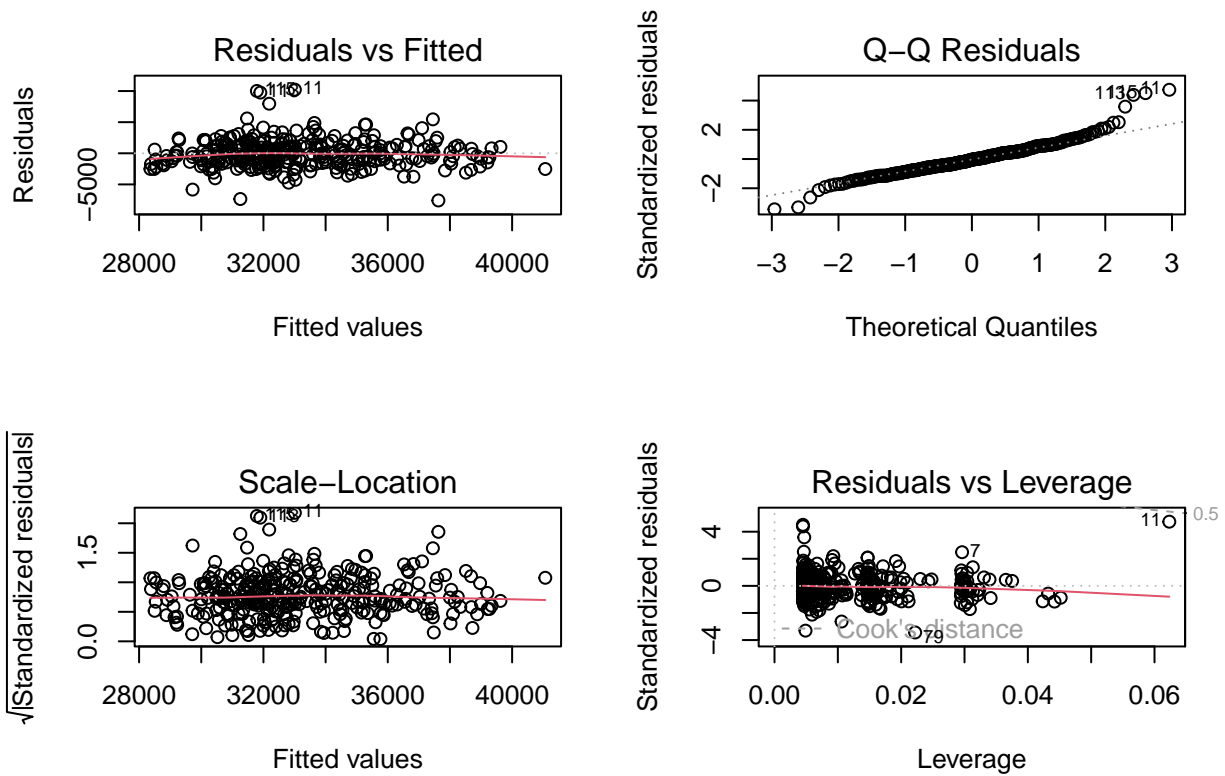 Residuals vs Fitted
Residuals
−5000
11
28000 32000 36000 40000
Fitted values
Q−Q Residuals
Standardized residuals
−2 2
11
−3 −2 −1 0 1 2 3
Theoretical Quantiles
Scale−Location
√|Standardized residuals|
0.0 1.5
11
28000 32000 36000 40000
Fitted values
Residuals vs Leverage
Standardized residuals
−4 0 4
11
0.5
7
79
Cook's distance
0.00 0.02 0.04 0.06
Leverage